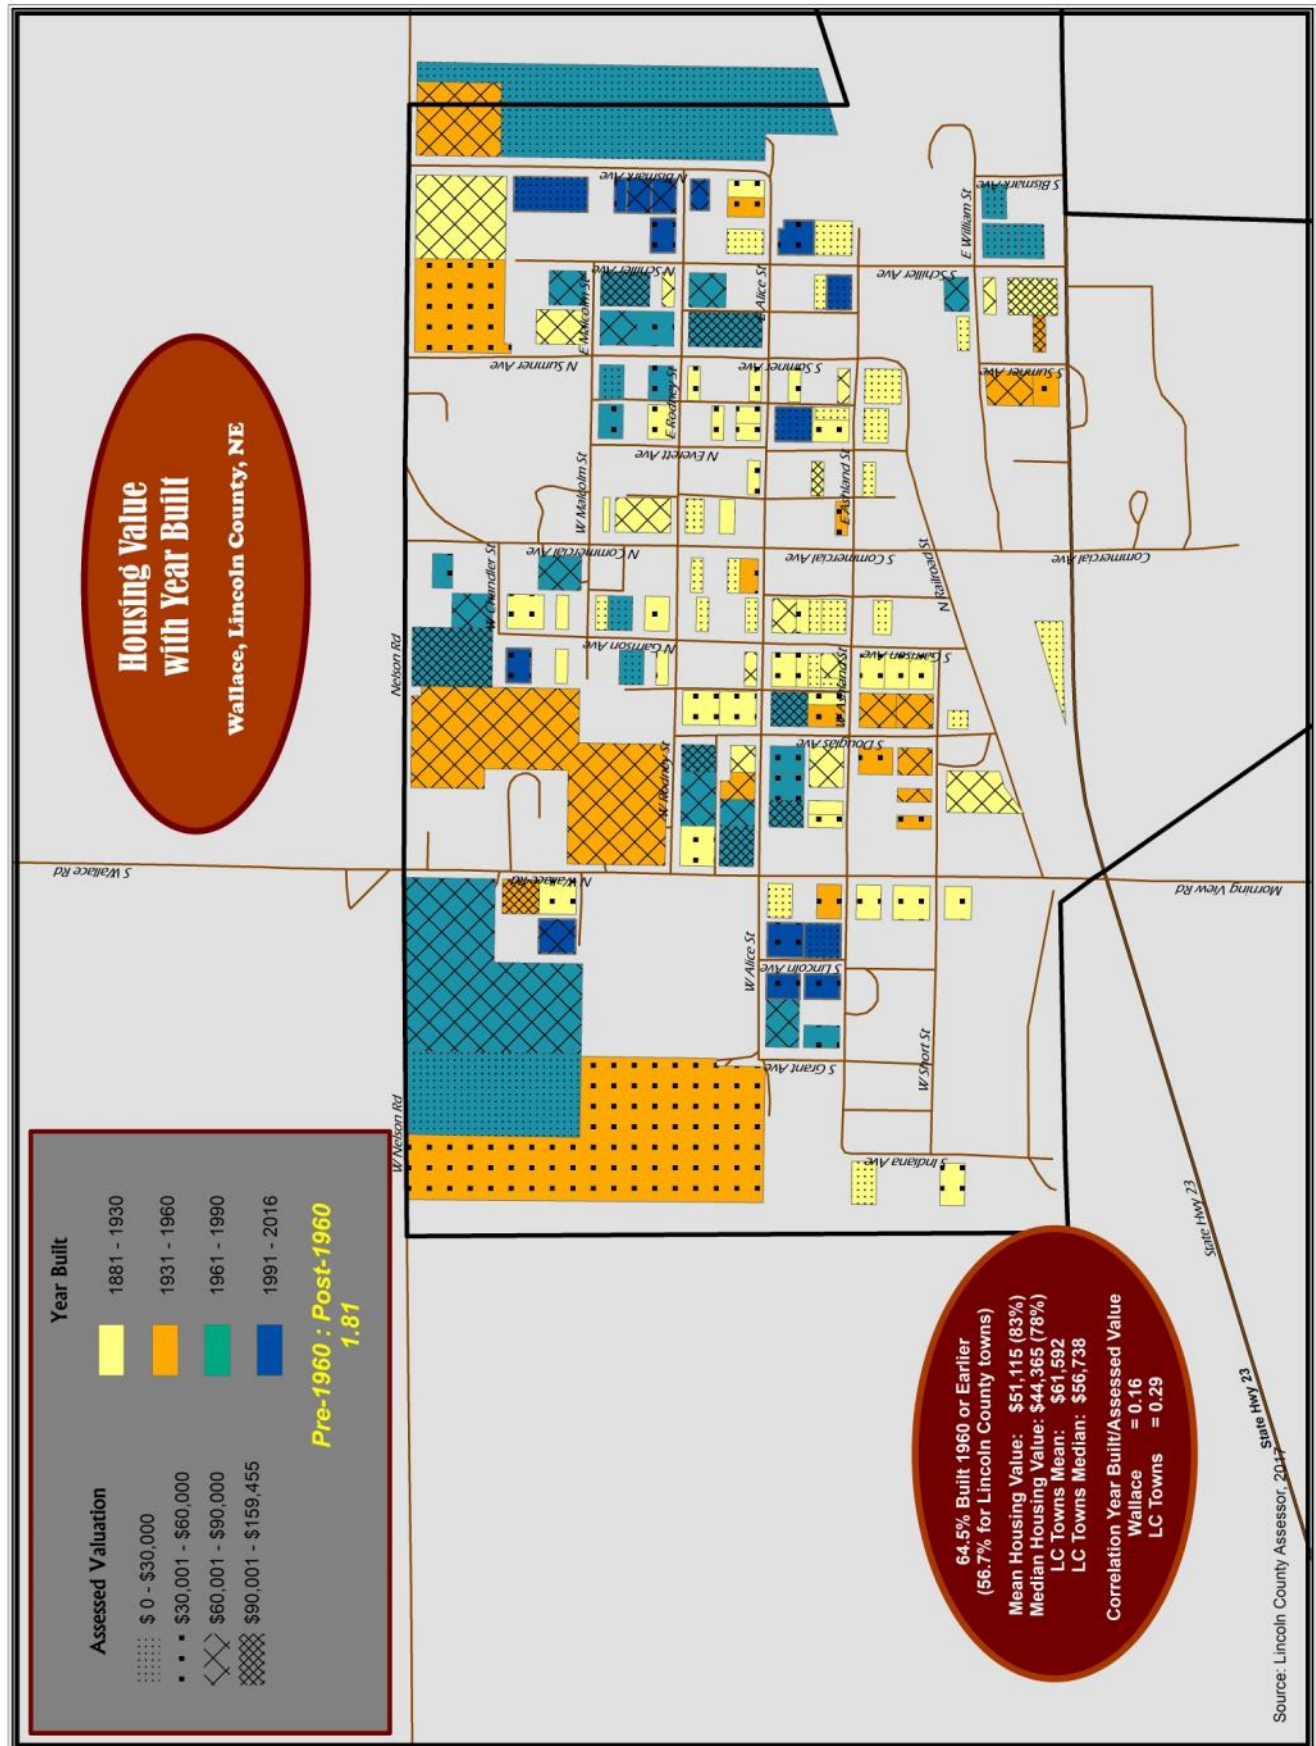 Housing Value
with Year Built
Wallace, Lincoln County, NE
Assessed Valuation
$ 0 - $30,000
$30,001 - $60,000
$60,001 - $90,000
$90,001 - $159,455
Year Built
1881 - 1930
1931 - 1960
1961 - 1990
1991 - 2016
Pre-1960 : Post-1960
1.81
W Nelson Rd
Nelson Rd
S Wallace Rd
N Wallace Rd
W Chandler St
W Malcolm St
E Malcolm St
N Garrison Ave
N Commercial Ave
N Everett Ave
N Sumner Ave
N Schiller Ave
N Bismark Ave
W Rodney St
E Rodney St
W Alice St
E Alice St
S Grant Ave
S Lincoln Ave
S Douglas Ave
W Ashland St
S Commercial Ave
E Ashland St
S Sumner Ave
S Indiana Ave
W Short St
S Garrison Ave
N Railroad St
S Schiller Ave
E William St
S Sumner Ave
S Bismark Ave
Commercial Ave
Morning View Rd
State Hwy 23
State Hwy 23
64.5% Built 1960 or Earlier
(56.7% for Lincoln County towns)
Mean Housing Value: $51,115 (83%)
Median Housing Value: $44,365 (78%)
LC Towns Mean: $61,592
LC Towns Median: $56,738
Correlation Year Built/Assessed Value
Wallace = 0.16
LC Towns = 0.29
Source: Lincoln County Assessor, 2017